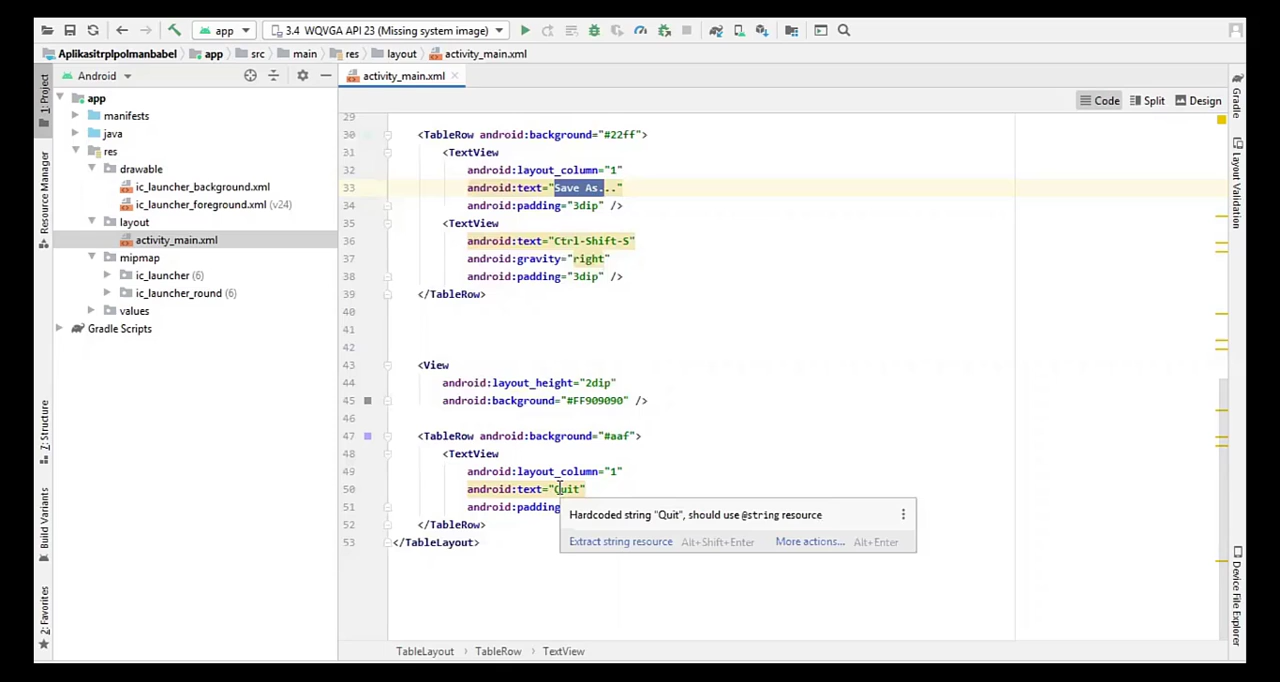 app
3.4 WQVGA API 23 (Missing system image)
Aplikasitrplpolmanbabel
app
src
main
res
layout
activity_main.xml
1: Project
Resource Manager
Z: Structure
Build Variants
2: Favorites
Android
app
manifests
java
res
drawable
ic_launcher_background.xml
ic_launcher_foreground.xml (v24)
layout
activity_main.xml
mipmap
ic_launcher (6)
ic_launcher_round (6)
values
Gradle Scripts
activity_main.xml
Code
Split
Design
29
30 <TableRow android:background="#22ff">
31 <TextView
32 android:layout_column="1"
33 android:text="Save As..."
34 android:padding="3dip" />
35 <TextView
36 android:text="Ctrl-Shift-S"
37 android:gravity="right"
38 android:padding="3dip" />
39 </TableRow>
40
41
42
43 <View
44 android:layout_height="2dip"
45 android:background="#FF909090" />
46
47 <TableRow android:background="#aaf">
48 <TextView
49 android:layout_column="1"
50 android:text="Quit"
51 android:padding
52 </TableRow>
53 </TableLayout>
Hardcoded string "Quit", should use @string resource
Extract string resource Alt+Shift+Enter More actions... Alt+Enter
TableLayout › TableRow › TextView
Gradle
Layout Validation
Device File Explorer